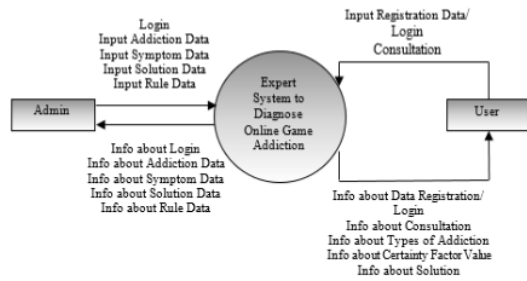 Login
Input Addiction Data
Input Symptom Data
Input Solution Data
Input Rule Data
Input Registration Data/
Login
Consultation
Admin
Expert
System to
Diagnose
Online Game
Addiction
User
Info about Login
Info about Addiction Data
Info about Symptom Data
Info about Solution Data
Info about Rule Data
Info about Data Registration/
Login
Info about Consultation
Info about Types of Addiction
Info about Certainty Factor Value
Info about Solution